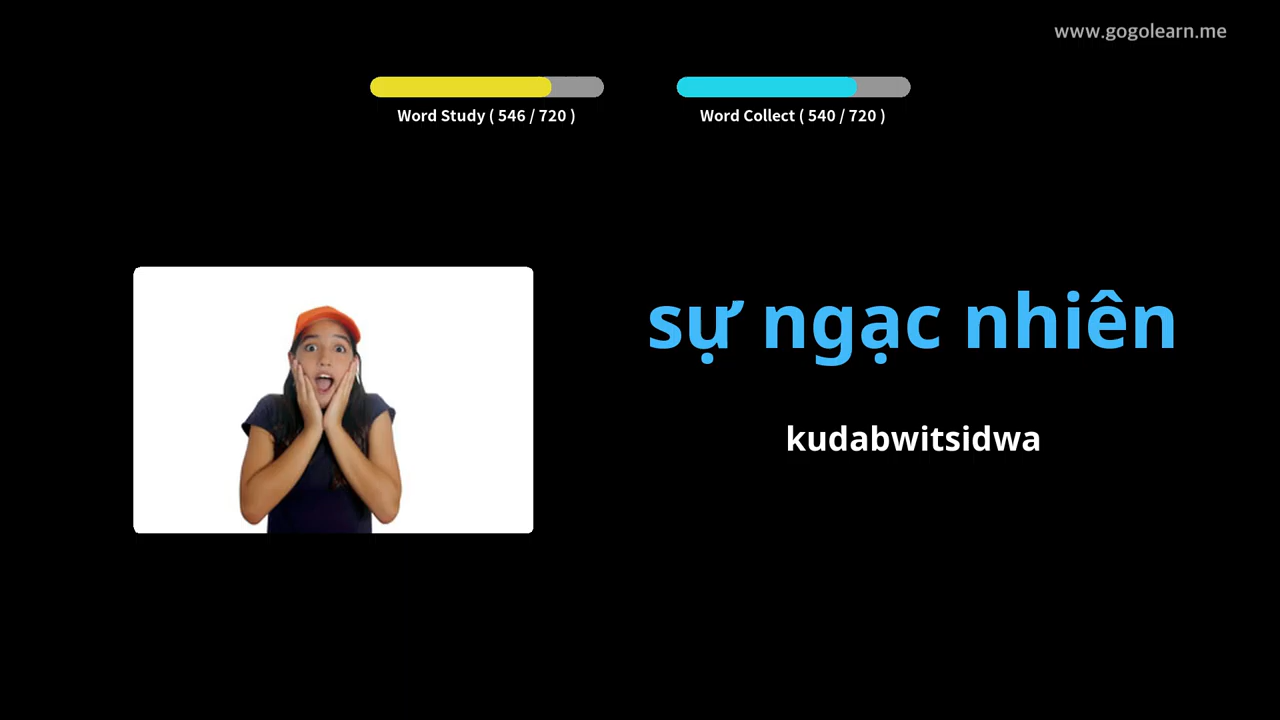 www.gogolearn.me
Word Study ( 546 / 720 )
Word Collect ( 540 / 720 )
sự ngạc nhiên
kudabwitsidwa